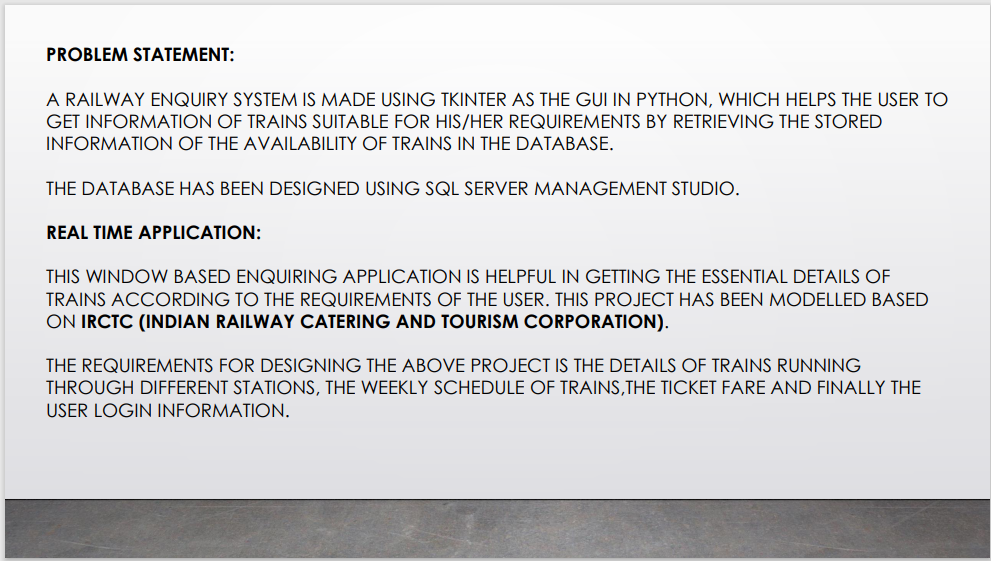 PROBLEM STATEMENT:
A RAILWAY ENQUIRY SYSTEM IS MADE USING TKINTER AS THE GUI IN PYTHON, WHICH HELPS THE USER TO
GET INFORMATION OF TRAINS SUITABLE FOR HIS/HER REQUIREMENTS BY RETRIEVING THE STORED
INFORMATION OF THE AVAILABILITY OF TRAINS IN THE DATABASE.
THE DATABASE HAS BEEN DESIGNED USING SQL SERVER MANAGEMENT STUDIO.
REAL TIME APPLICATION:
THIS WINDOW BASED ENQUIRING APPLICATION IS HELPFUL IN GETTING THE ESSENTIAL DETAILS OF
TRAINS ACCORDING TO THE REQUIREMENTS OF THE USER. THIS PROJECT HAS BEEN MODELLED BASED
ON IRCTC (INDIAN RAILWAY CATERING AND TOURISM CORPORATION).
THE REQUIREMENTS FOR DESIGNING THE ABOVE PROJECT IS THE DETAILS OF TRAINS RUNNING
THROUGH DIFFERENT STATIONS, THE WEEKLY SCHEDULE OF TRAINS,THE TICKET FARE AND FINALLY THE
USER LOGIN INFORMATION.